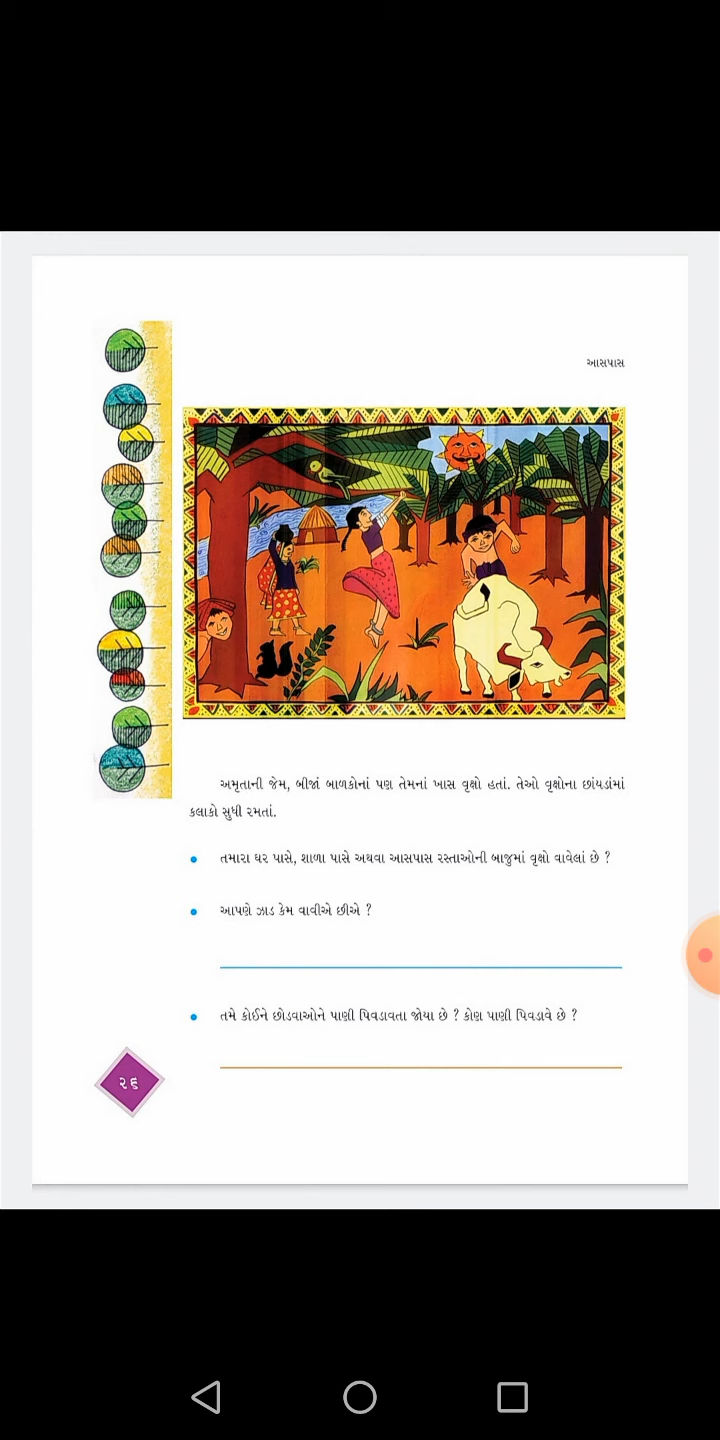 આસપાસ
અમૃતાની જેમ, બીજાં બાળકોનાં પણ તેમનાં ખાસ વૃક્ષો હતાં. તેઓ વૃક્ષોના છાંયડાંમાં
કલાકો સુધી રમતાં.
• તમારા ઘર પાસે, શાળા પાસે અથવા આસપાસ રસ્તાઓની બાજુમાં વૃક્ષો વાવેલાં છે ?
• આપણે ઝાડ કેમ વાવીએ છીએ ?
• તમે કોઈને છોડવાઓને પાણી પિવડાવતા જોયા છે ? કોણ પાણી પિવડાવે છે ?
૨૬